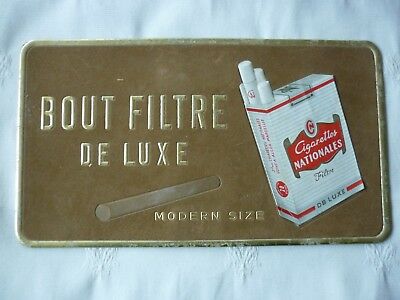 BOUT FILTRE
DE LUXE
MODERN SIZE
Cigarettes
NATIONALES
Filtre
DE LUXE